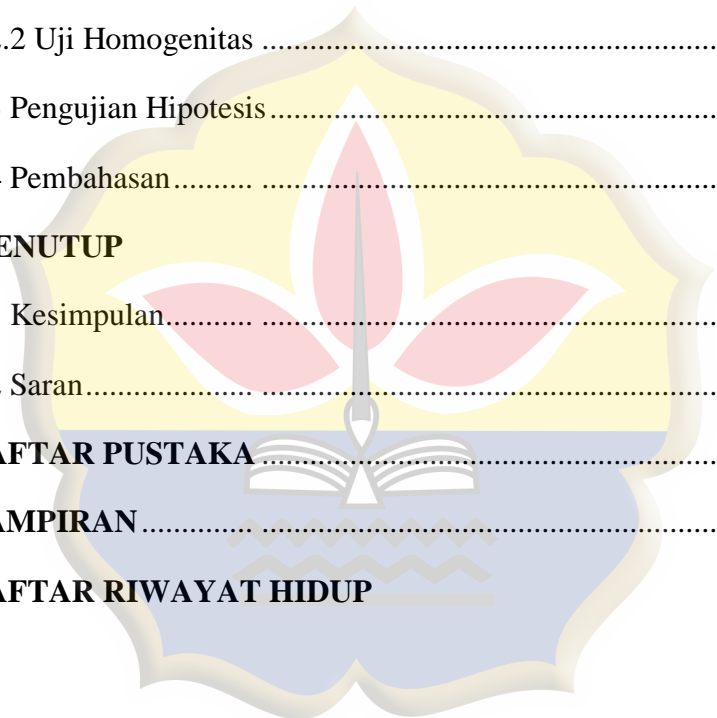 .2 Uji Homogenitas ..........................................................
Pengujian Hipotesis..........................................................
Pembahasan.......... ..........................................................
ENUTUP
Kesimpulan........... ..........................................................
Saran..................... ..........................................................
AFTAR PUSTAKA..........................................................
AMPIRAN..........................................................................
AFTAR RIWAYAT HIDUP